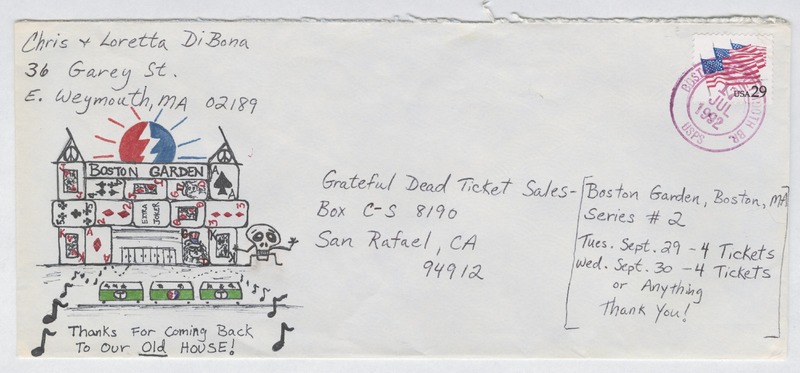 Chris + Loretta DiBona
36 Garey St.
E. Weymouth, MA 02189
USA 29
JUL
1992
USPS
BOSTON GARDEN
EXTRA
JOKER
Thanks For Coming Back
To Our Old HOUSE!
Grateful Dead Ticket Sales-
Box C-S 8190
San Rafael, CA
94912
Boston Garden, Boston, MA
Series # 2
Tues. Sept. 29 - 4 Tickets
Wed. Sept. 30 - 4 Tickets
or Anything
Thank You!